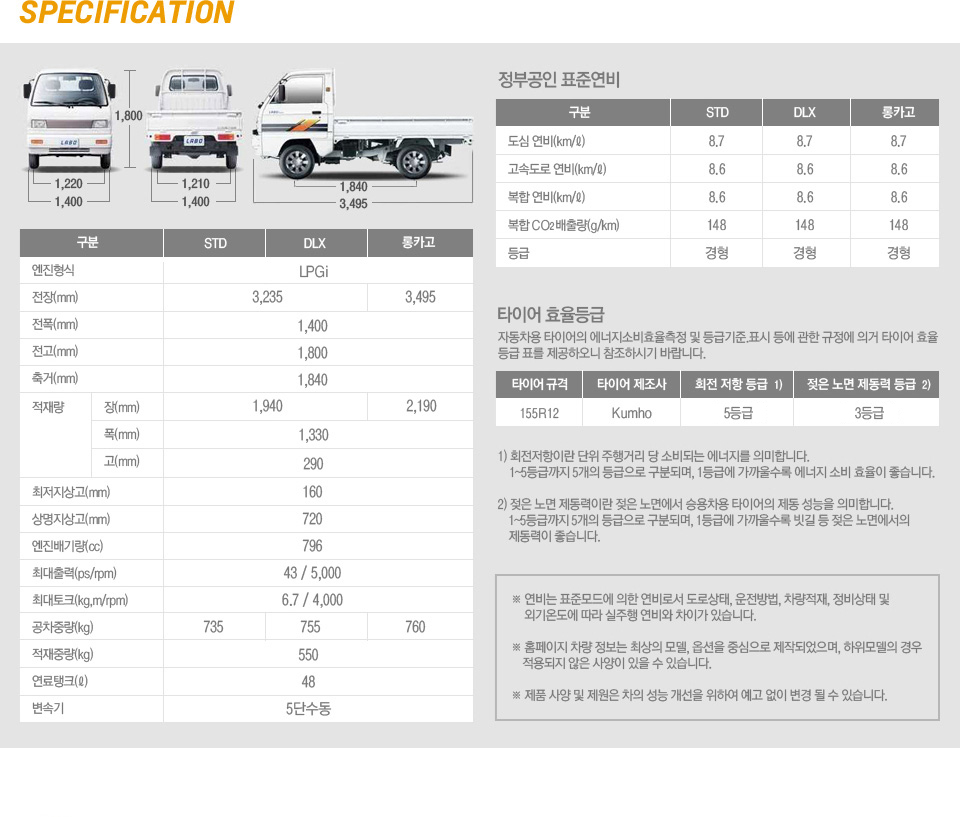 SPECIFICATION
1,800
LABO
LABO
LABO
1,220
1,400
1,210
1,400
1,840
3,495
구분 STD DLX 롱카고
엔진형식 LPGi
전장(mm) 3,235 3,495
전폭(mm) 1,400
전고(mm) 1,800
축거(mm) 1,840
적재량 장(mm) 1,940 2,190
폭(mm) 1,330
고(mm) 290
최저지상고(mm) 160
상면지상고(mm) 720
엔진배기량(cc) 796
최대출력(ps/rpm) 43 / 5,000
최대토크(kg,m/rpm) 6.7 / 4,000
공차중량(kg) 735 755 760
적재중량(kg) 550
연료탱크(ℓ) 48
변속기 5단수동
정부공인 표준연비
구분 STD DLX 롱카고
도심 연비(km/ℓ) 8.7 8.7 8.7
고속도로 연비(km/ℓ) 8.6 8.6 8.6
복합 연비(km/ℓ) 8.6 8.6 8.6
복합 CO2 배출량(g/km) 148 148 148
등급 경형 경형 경형
타이어 효율등급
자동차용 타이어의 에너지소비효율측정 및 등급기준.표시 등에 관한 규정에 의거 타이어 효율
등급 표를 제공하오니 참조하시기 바랍니다.
타이어 규격 타이어 제조사 회전 저항 등급 1) 젖은 노면 제동력 등급 2)
155R12 Kumho 5등급 3등급
1) 회전저항이란 단위 주행거리 당 소비되는 에너지를 의미합니다.
1~5등급까지 5개의 등급으로 구분되며, 1등급에 가까울수록 에너지 소비 효율이 좋습니다.
2) 젖은 노면 제동력이란 젖은 노면에서 승용차용 타이어의 제동 성능을 의미합니다.
1~5등급까지 5개의 등급으로 구분되며, 1등급에 가까울수록 빗길 등 젖은 노면에서의
제동력이 좋습니다.
※ 연비는 표준모드에 의한 연비로서 도로상태, 운전방법, 차량적재, 정비상태 및
외기온도에 따라 실주행 연비와 차이가 있습니다.
※ 홈페이지 차량 정보는 최상의 모델, 옵션을 중심으로 제작되었으며, 하위모델의 경우
적용되지 않은 사양이 있을 수 있습니다.
※ 제품 사양 및 제원은 차의 성능 개선을 위하여 예고 없이 변경 될 수 있습니다.